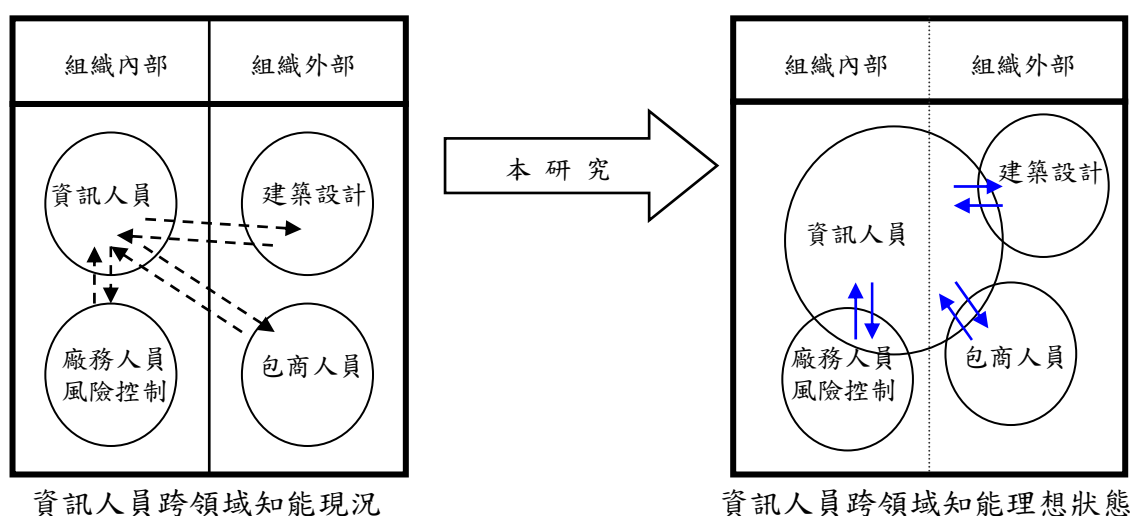 組織內部
組織外部
資訊人員
建築設計
廠務人員
風險控制
包商人員
資訊人員跨領域知能現況
本研究
組織內部
組織外部
建築設計
資訊人員
廠務人員
風險控制
包商人員
資訊人員跨領域知能理想狀態